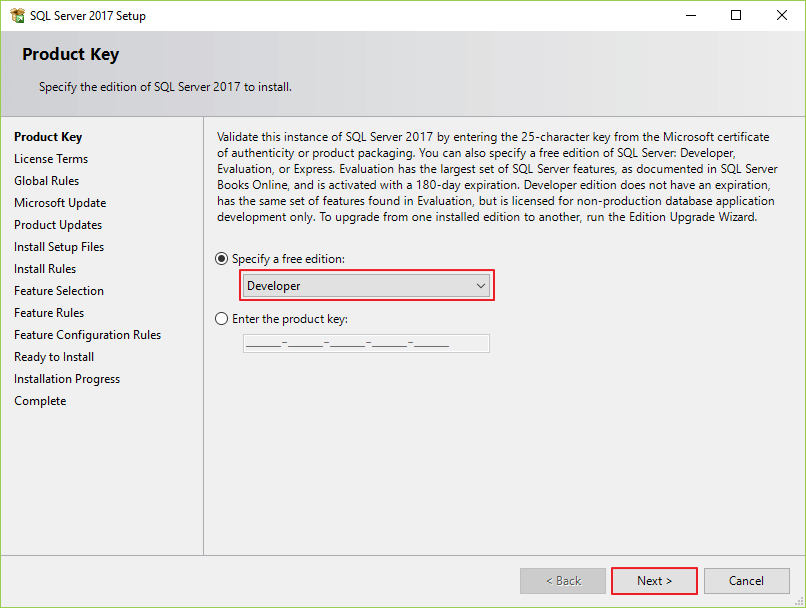 SQL Server 2017 Setup
Product Key
Specify the edition of SQL Server 2017 to install.
Product Key
License Terms
Global Rules
Microsoft Update
Product Updates
Install Setup Files
Install Rules
Feature Selection
Feature Rules
Feature Configuration Rules
Ready to Install
Installation Progress
Complete
Validate this instance of SQL Server 2017 by entering the 25-character key from the Microsoft certificate
of authenticity or product packaging. You can also specify a free edition of SQL Server: Developer,
Evaluation, or Express. Evaluation has the largest set of SQL Server features, as documented in SQL Server
Books Online, and is activated with a 180-day expiration. Developer edition does not have an expiration,
has the same set of features found in Evaluation, but is licensed for non-production database application
development only. To upgrade from one installed edition to another, run the Edition Upgrade Wizard.
Specify a free edition:
Developer
Enter the product key:
_____-_____-_____-_____-_____
< Back
Next >
Cancel